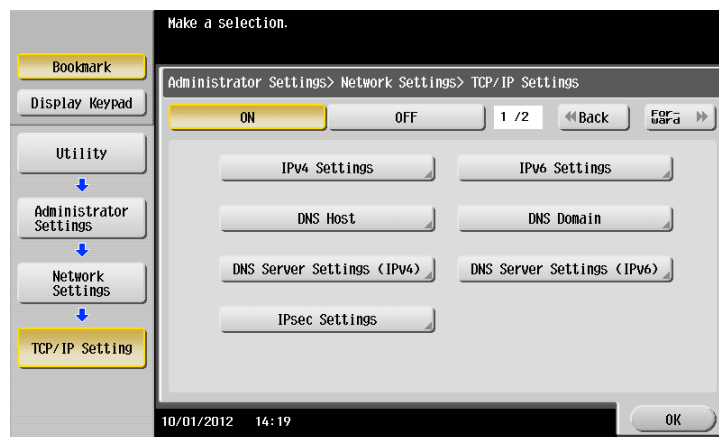 Make a selection.
Bookmark
Display Keypad
Utility
Administrator
Settings
Network
Settings
TCP/IP Setting
Administrator Settings> Network Settings> TCP/IP Settings
ON OFF 1 /2 Back For-
ward
IPv4 Settings IPv6 Settings
DNS Host DNS Domain
DNS Server Settings (IPv4) DNS Server Settings (IPv6)
IPsec Settings
10/01/2012 14:19
OK